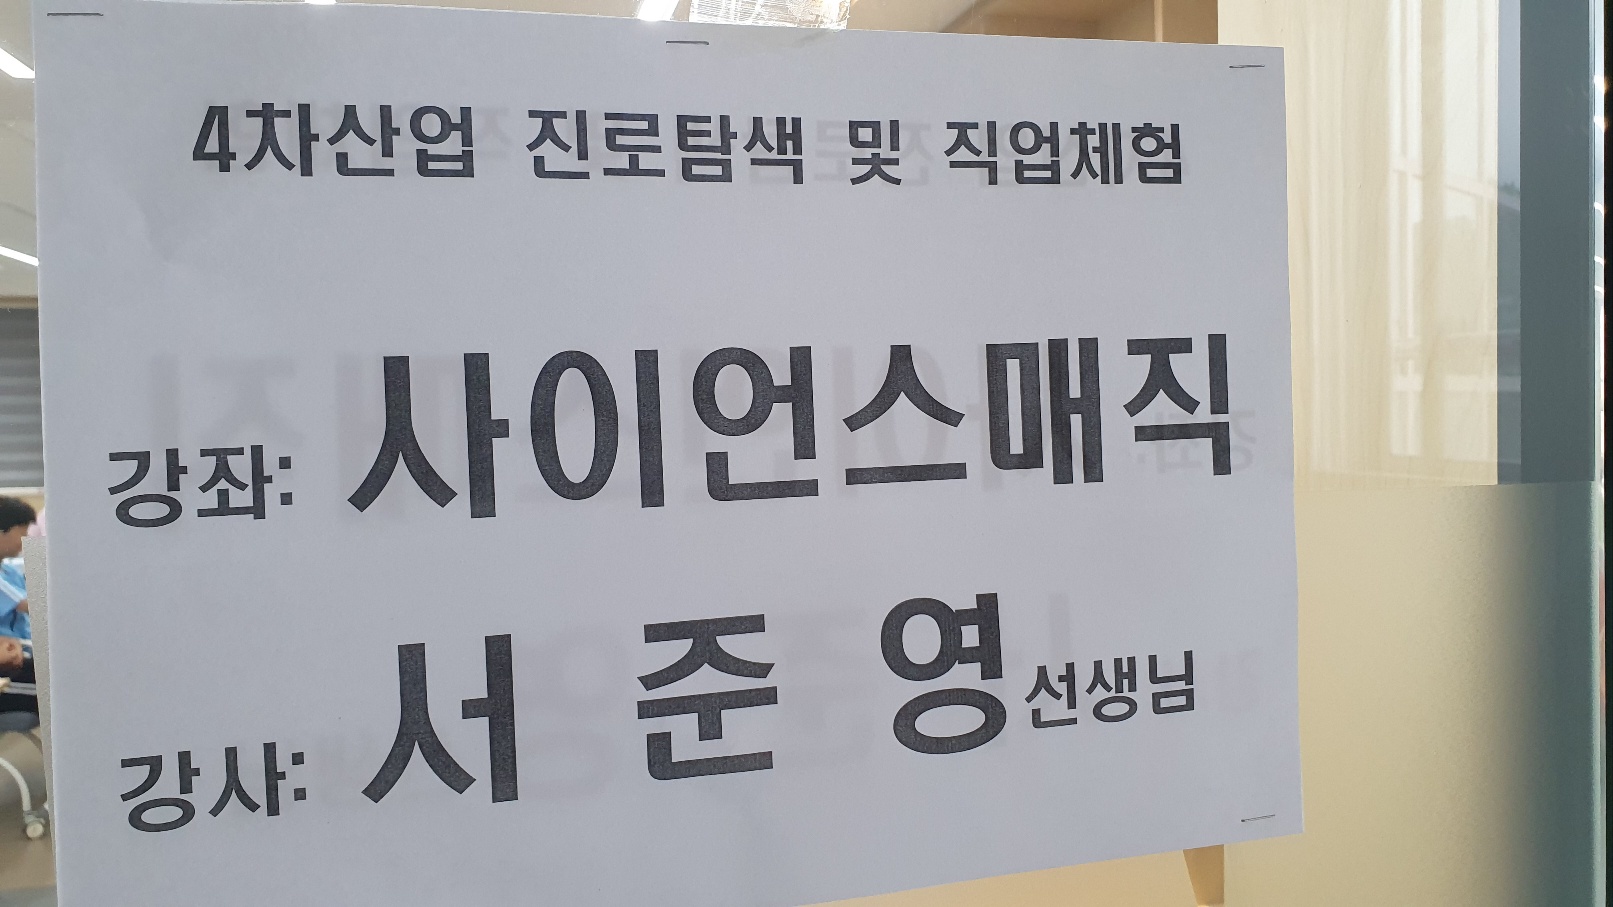 4차산업 진로탐색 및 직업체험
강좌: 사이언스매직
강사: 서 준 영선생님